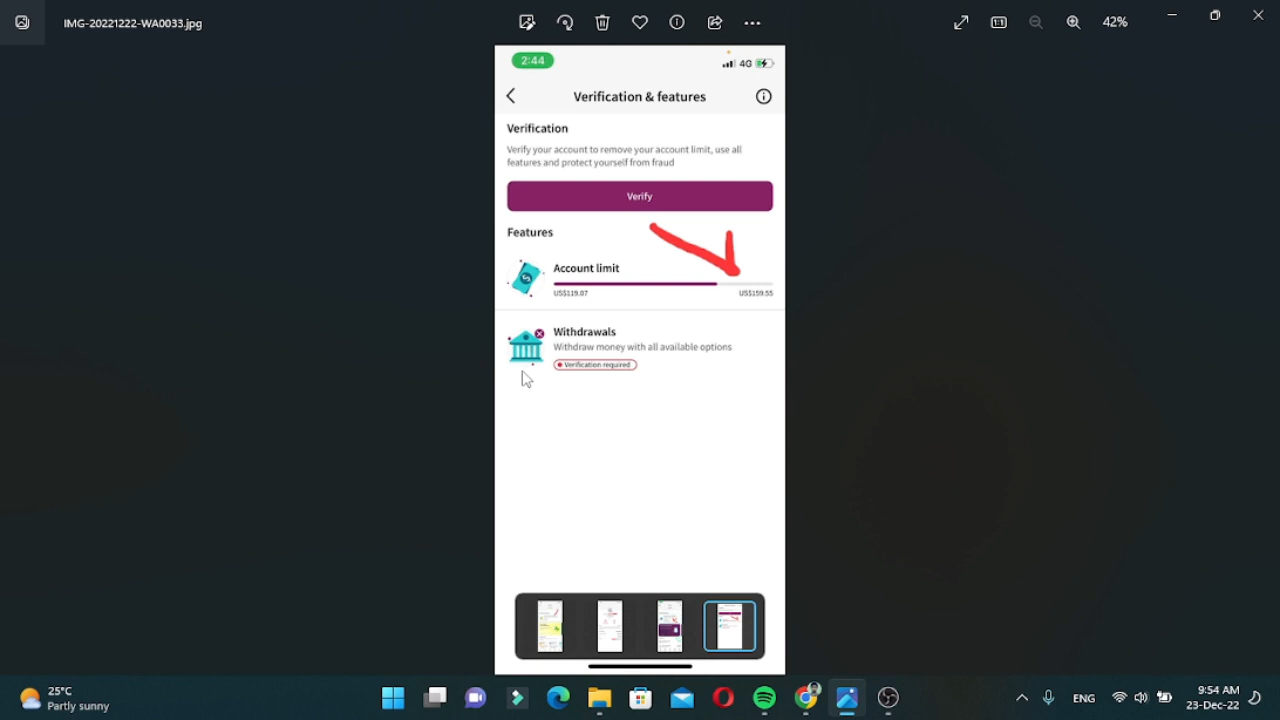 IMG-20221222-WA0033.jpg
42%
2:44
4G
Verification & features
Verification
Verify your account to remove your account limit, use all
features and protect yourself from fraud
Verify
Features
Account limit
US$119.07
US$159.55
Withdrawals
Withdraw money with all available options
Verification required
25°C
Partly sunny
8:54 AM
23-Dec-22